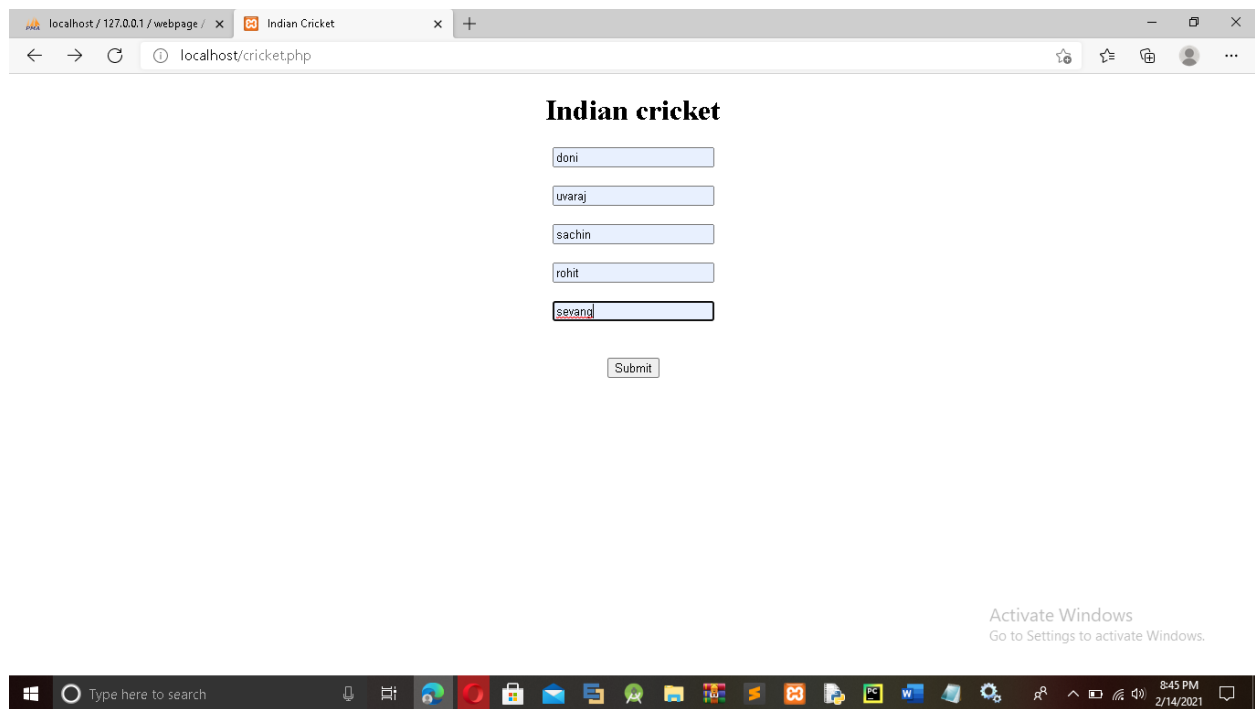 localhost / 127.0.0.1 / webpage /
Indian Cricket
localhost/cricket.php
Indian cricket
doni
uvaraj
sachin
rohit
sevang
Submit
Activate Windows
Go to Settings to activate Windows.
Type here to search
8:45 PM
2/14/2021